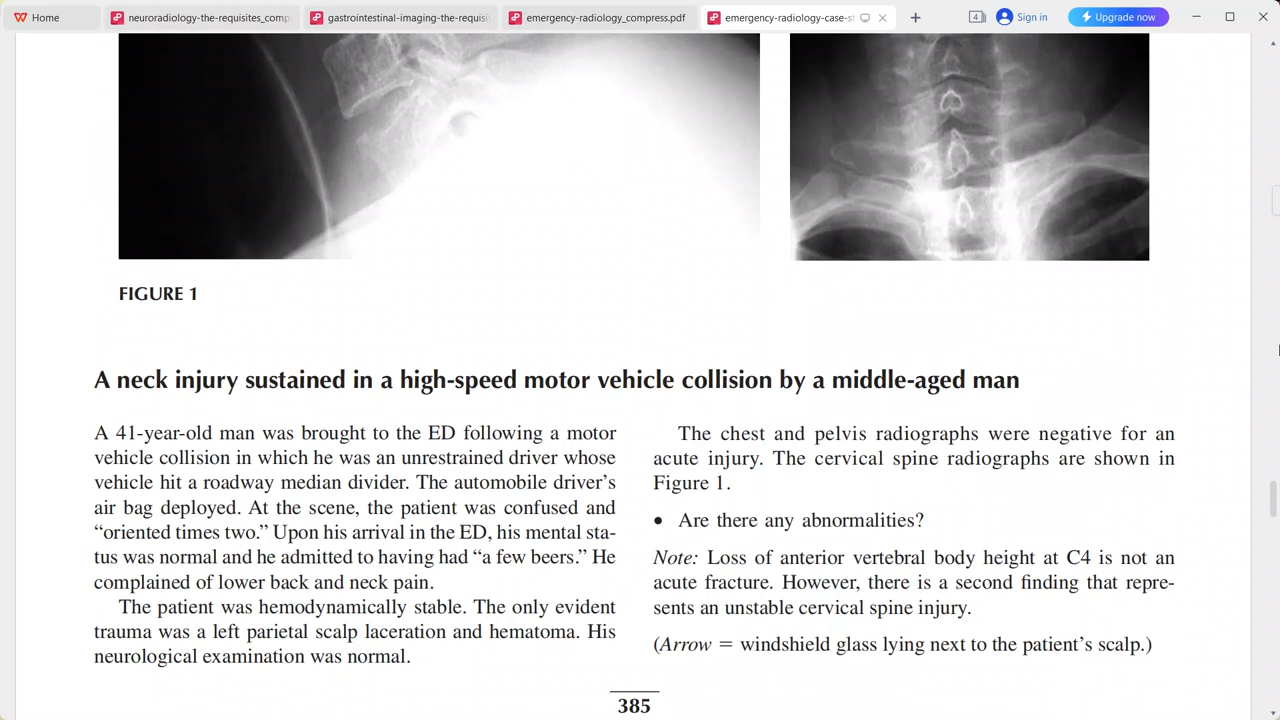 Home
neuroradiology-the-requisites_comp
gastrointestinal-imaging-the-requisit
emergency-radiology_compress.pdf
emergency-radiology-case-st
4
Sign in
Upgrade now
FIGURE 1
A neck injury sustained in a high-speed motor vehicle collision by a middle-aged man
A 41-year-old man was brought to the ED following a motor
vehicle collision in which he was an unrestrained driver whose
vehicle hit a roadway median divider. The automobile driver's
air bag deployed. At the scene, the patient was confused and
“oriented times two.” Upon his arrival in the ED, his mental sta-
tus was normal and he admitted to having had “a few beers.” He
complained of lower back and neck pain.
The patient was hemodynamically stable. The only evident
trauma was a left parietal scalp laceration and hematoma. His
neurological examination was normal.
The chest and pelvis radiographs were negative for an
acute injury. The cervical spine radiographs are shown in
Figure 1.
• Are there any abnormalities?
Note: Loss of anterior vertebral body height at C4 is not an
acute fracture. However, there is a second finding that repre-
sents an unstable cervical spine injury.
(Arrow = windshield glass lying next to the patient's scalp.)
385